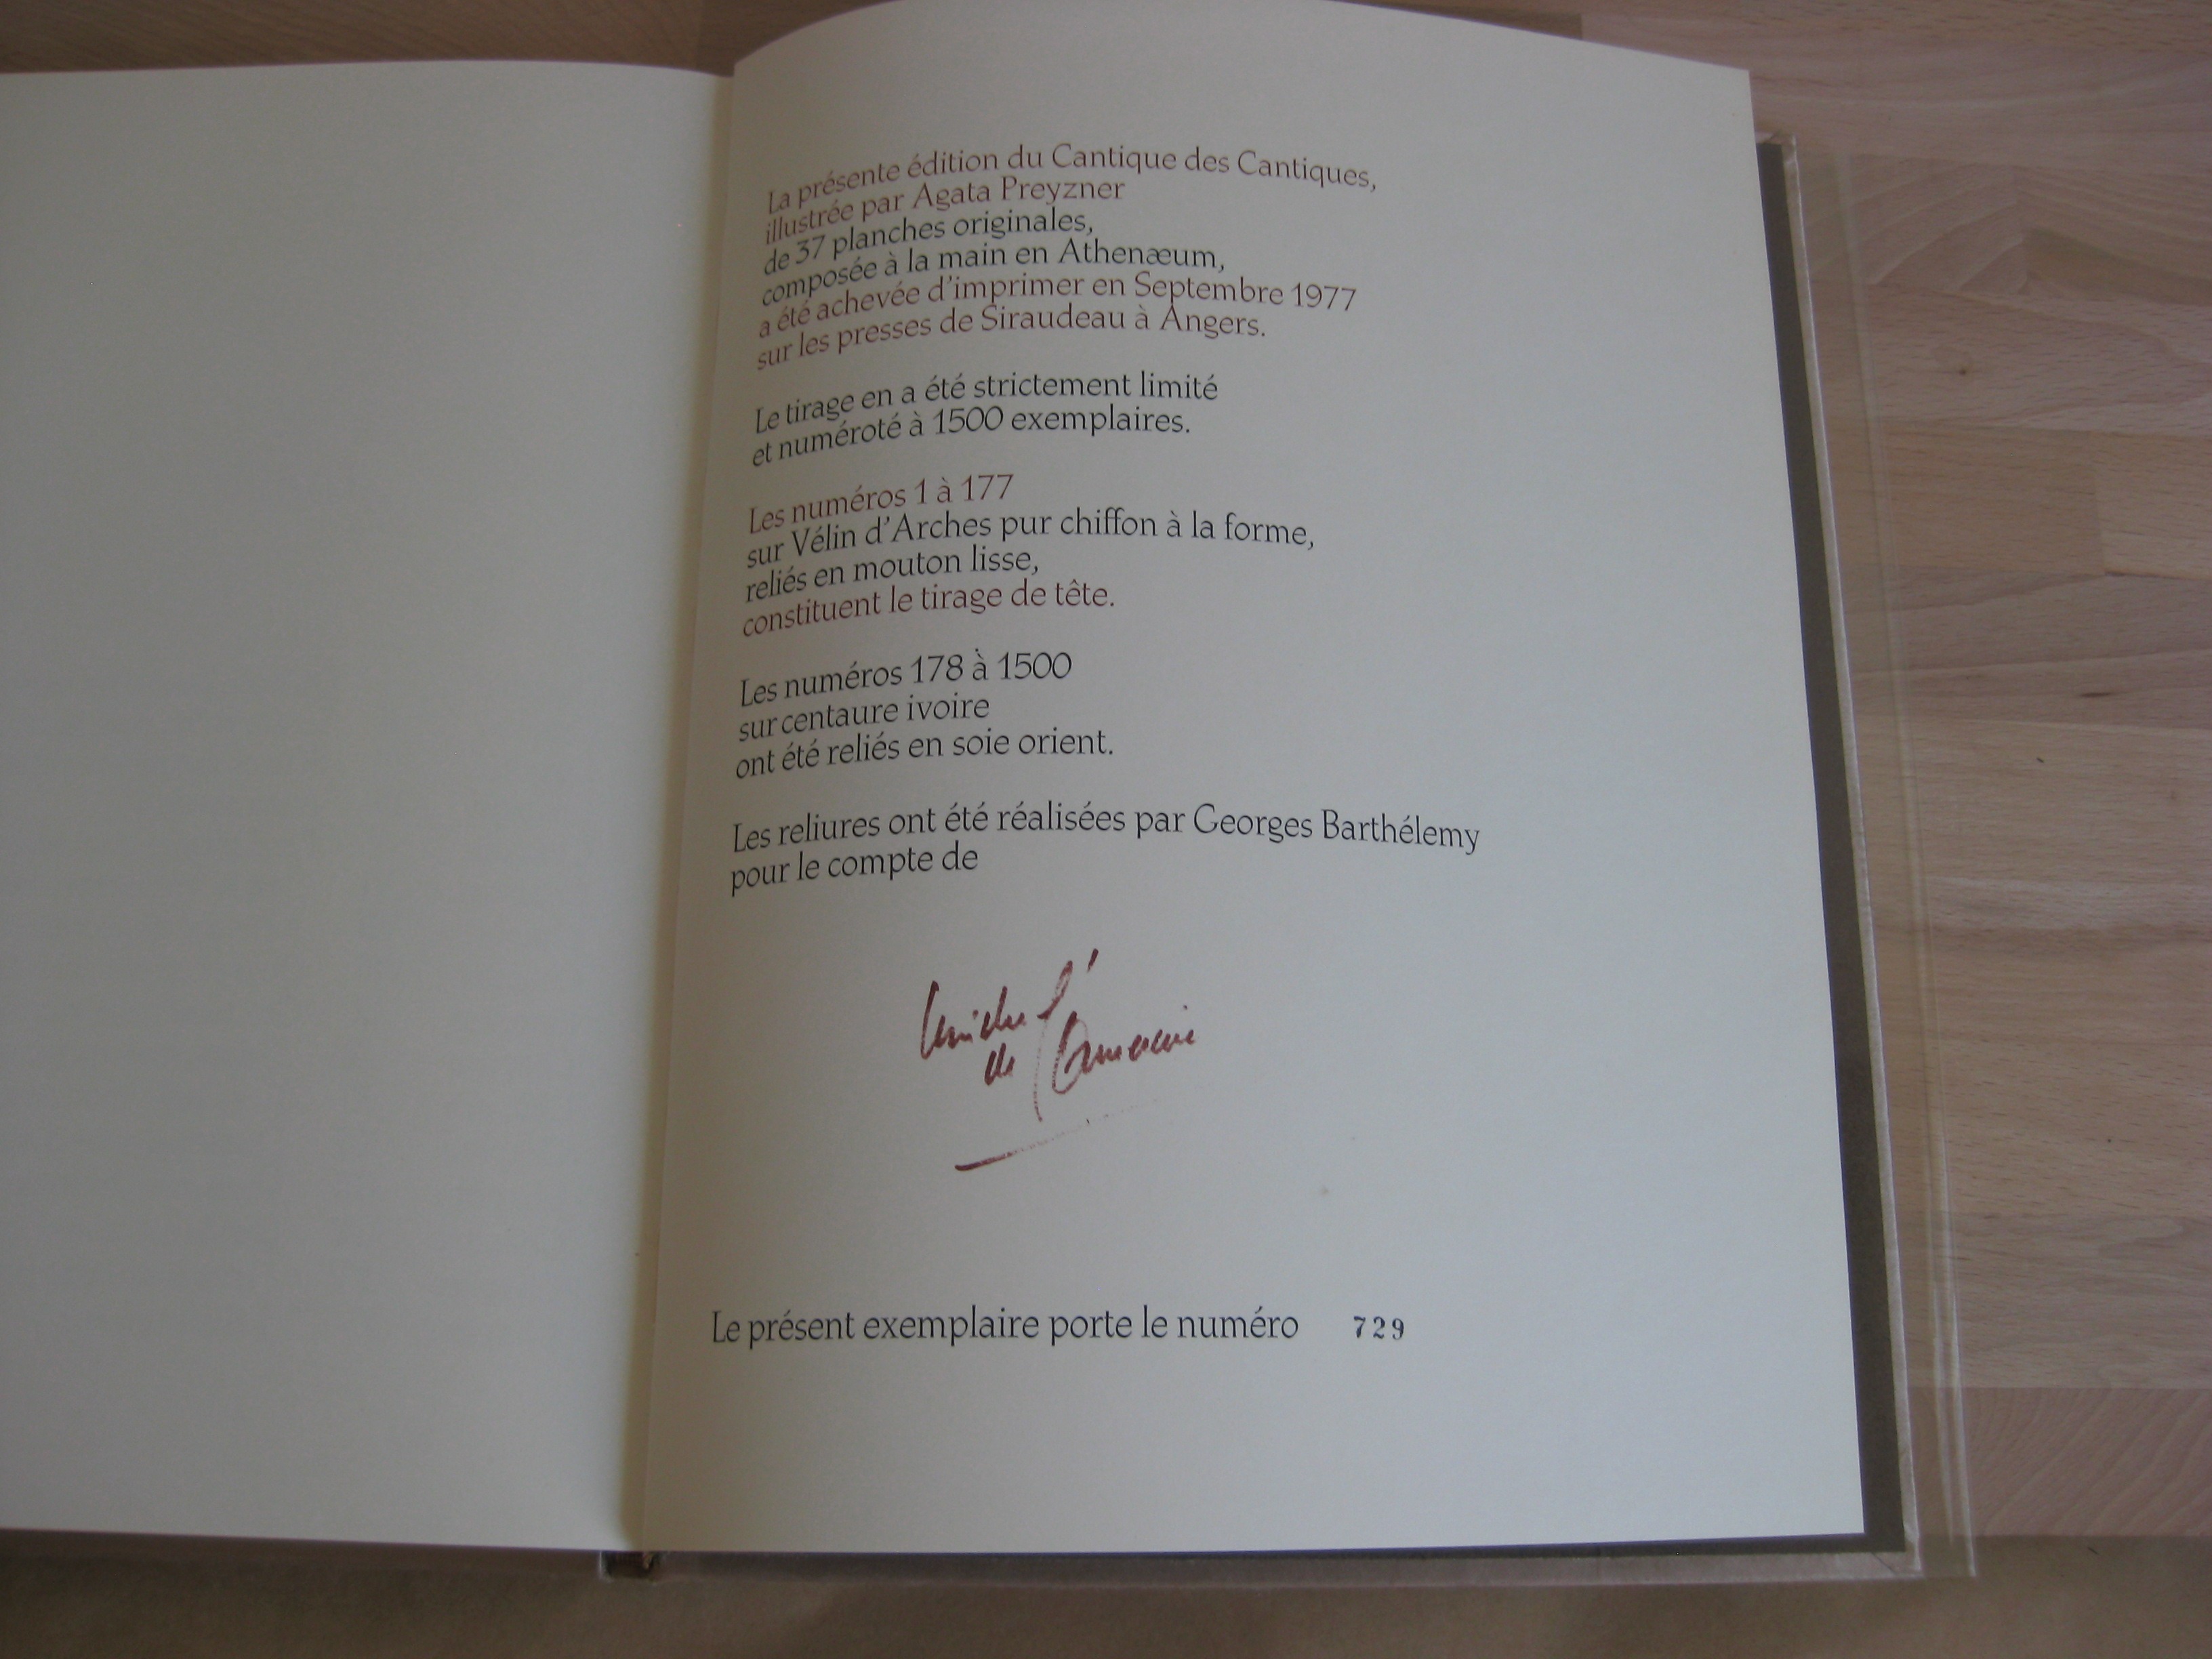 La présente édition du Cantique des Cantiques,
illustrée par Agata Preyzner
de 37 planches originales,
composée à la main en Athenæum,
a été achevée d'imprimer en Septembre 1977
sur les presses de Siraudeau à Angers.
Le tirage en a été strictement limité
et numéroté à 1500 exemplaires.
Les numéros 1 à 177
sur Vélin d'Arches pur chiffon à la forme,
reliés en mouton lisse,
constituent le tirage de tête.
Les numéros 178 à 1500
sur centaure ivoire
ont été reliés en soie orient.
Les reliures ont été réalisées par Georges Barthélemy
pour le compte de
Michel
de
Le présent exemplaire porte le numéro 729